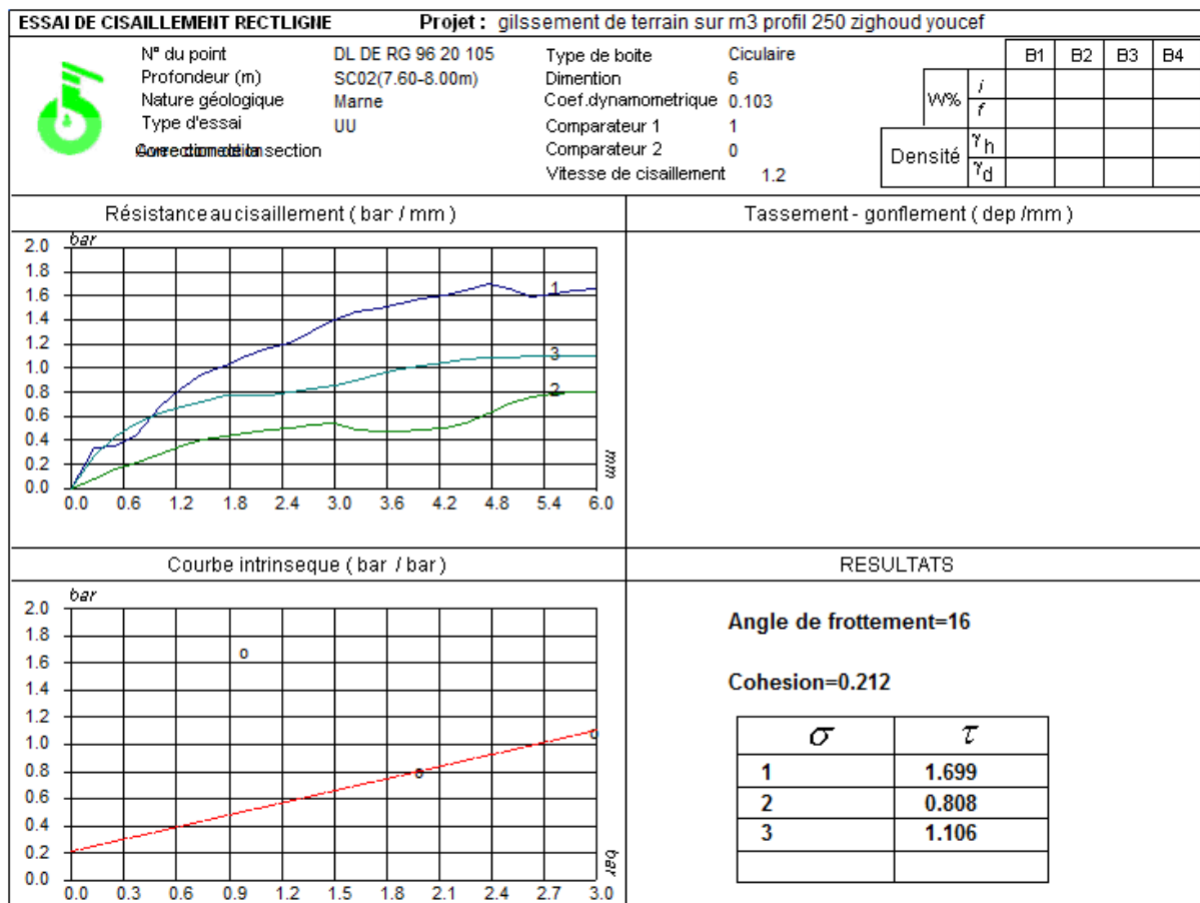 ESSAI DE CISAILLEMENT RECTLIGNE
Projet : gilssement de terrain sur rn3 profil 250 zighoud youcef
N° du point DL DE RG 96 20 105
Profondeur (m) SC02(7.60-8.00m)
Nature géologique Marne
Type d'essai UU
section
Type de boite Ciculaire
Dimention 6
Coef.dynamometrique 0.103
Comparateur 1 1
Comparateur 2 0
Vitesse de cisaillement 1.2
B1 B2 B3 B4
W% i
f
Densité γh
γd
Résistance au cisaillement ( bar / mm )
Tassement - gonflement ( dep /mm )
bar
2.0
1.8
1.6
1.4
1.2
1.0
0.8
0.6
0.4
0.2
0.0
1
3
2
mm
0.0 0.6 1.2 1.8 2.4 3.0 3.6 4.2 4.8 5.4 6.0
Courbe intrinseque ( bar / bar )
RESULTATS
bar
2.0
1.8
1.6
1.4
1.2
1.0
0.8
0.6
0.4
0.2
0.0
bar
0.0 0.3 0.6 0.9 1.2 1.5 1.8 2.1 2.4 2.7 3.0
Angle de frottement=16
Cohesion=0.212
σ τ
1 1.699
2 0.808
3 1.106